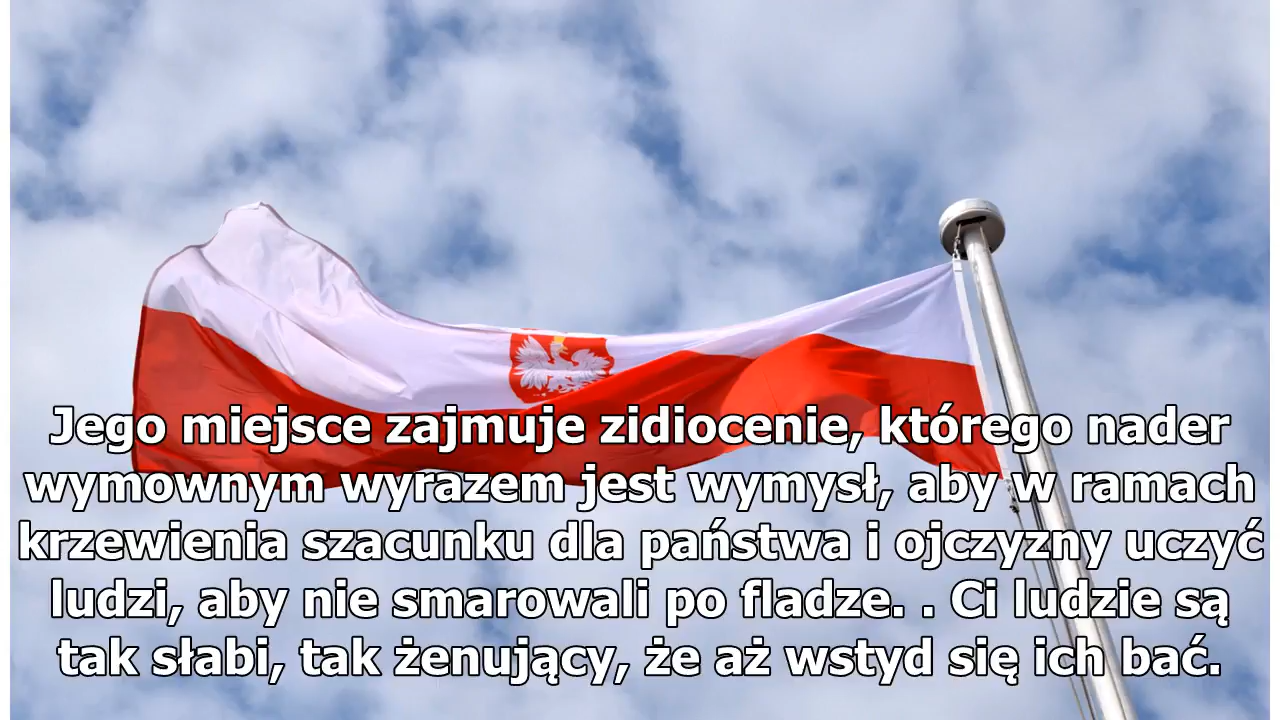 Jego miejsce zajmuje zidiocenie, którego nader
wymownym wyrazem jest wymysł, aby w ramach
krzewienia szacunku dla państwa i ojczyzny uczyć
ludzi, aby nie smarowali po fladze. . Ci ludzie są
tak słabi, tak żenujący, że aż wstyd się ich bać.